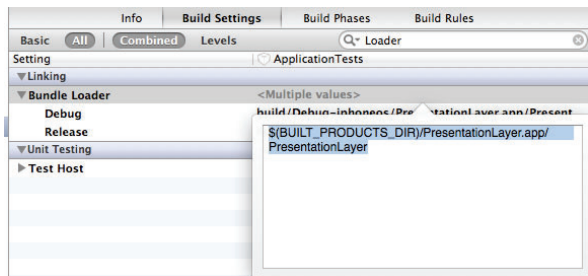 Info Build Settings Build Phases Build Rules
Basic All Combined Levels Loader
Setting ApplicationTests
Linking
Bundle Loader <Multiple values>
Debug build/Debug-iphoneos/PresentationLayer.app/Present
Release
$(BUILT_PRODUCTS_DIR)/PresentationLayer.app/
PresentationLayer
Unit Testing
Test Host